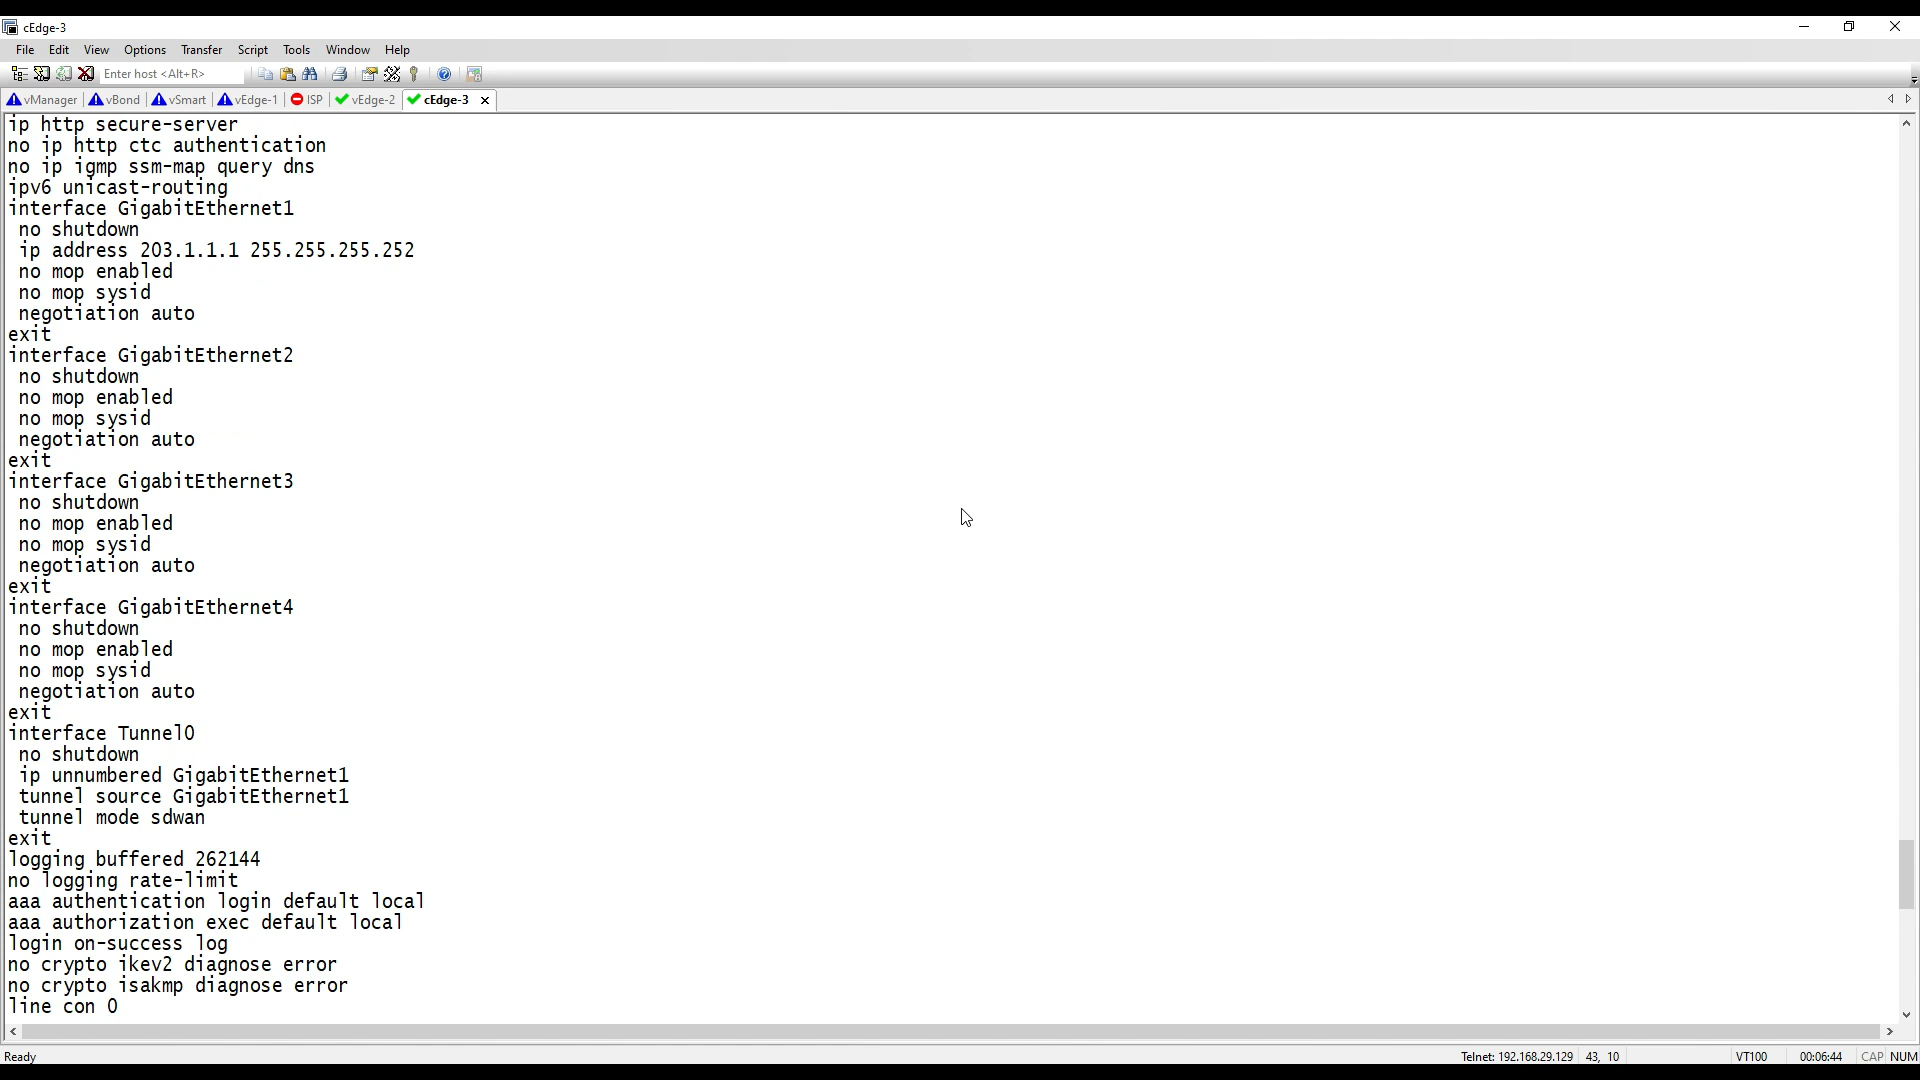 cEdge-3
File Edit View Options Transfer Script Tools Window Help
Enter host <Alt+R>
vManager vBond vSmart vEdge-1 ISP vEdge-2 cEdge-3
ip http secure-server
no ip http ctc authentication
no ip igmp ssm-map query dns
ipv6 unicast-routing
interface GigabitEthernet1
 no shutdown
 ip address 203.1.1.1 255.255.255.252
 no mop enabled
 no mop sysid
 negotiation auto
exit
interface GigabitEthernet2
 no shutdown
 no mop enabled
 no mop sysid
 negotiation auto
exit
interface GigabitEthernet3
 no shutdown
 no mop enabled
 no mop sysid
 negotiation auto
exit
interface GigabitEthernet4
 no shutdown
 no mop enabled
 no mop sysid
 negotiation auto
exit
interface Tunnel0
 no shutdown
 ip unnumbered GigabitEthernet1
 tunnel source GigabitEthernet1
 tunnel mode sdwan
exit
logging buffered 262144
no logging rate-limit
aaa authentication login default local
aaa authorization exec default local
login on-success log
no crypto ikev2 diagnose error
no crypto isakmp diagnose error
line con 0
Ready Telnet: 192.168.29.129 43, 10 VT100 00:06:44 CAP NUM